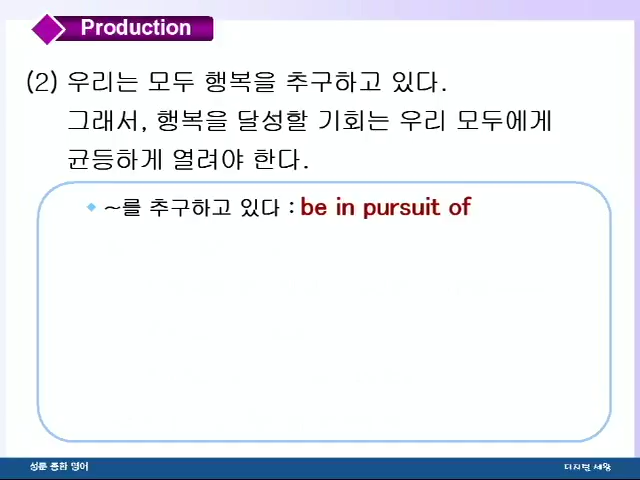 Production
(2) 우리는 모두 행복을 추구하고 있다.
그래서, 행복을 달성할 기회는 우리 모두에게
균등하게 열려야 한다.
~를 추구하고 있다 : be in pursuit of
성문 종합 영어
디지털 세왕